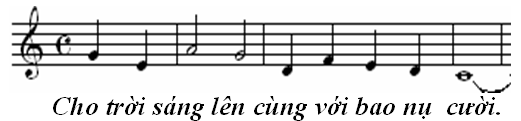 Cho trời sáng lên cùng với bao nụ cười.